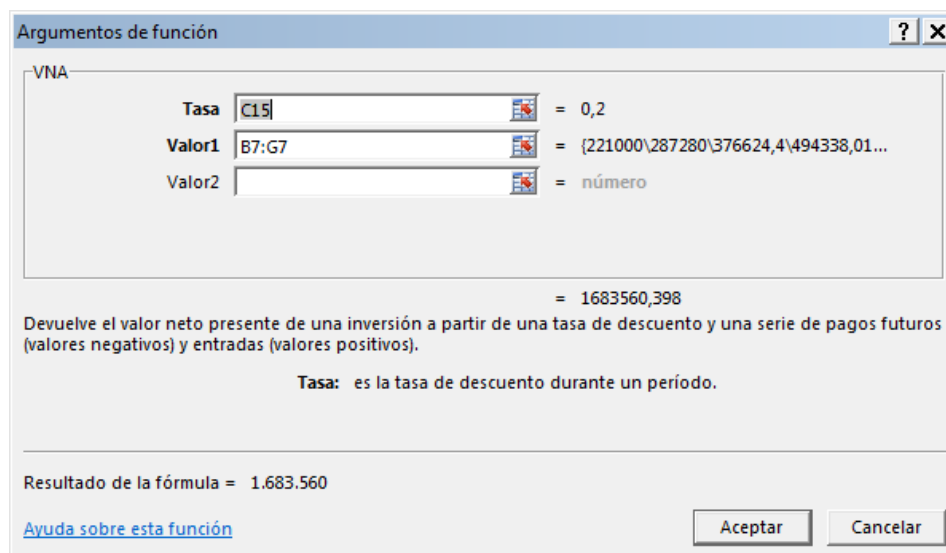 Argumentos de función
VNA
Tasa C15 = 0,2
Valor1 B7:G7 = {221000\287280\376624,4\494338,01...
Valor2 = número
= 1683560,398
Devuelve el valor neto presente de una inversión a partir de una tasa de descuento y una serie de pagos futuros
(valores negativos) y entradas (valores positivos).
Tasa: es la tasa de descuento durante un período.
Resultado de la fórmula = 1.683.560
Ayuda sobre esta función
Aceptar Cancelar